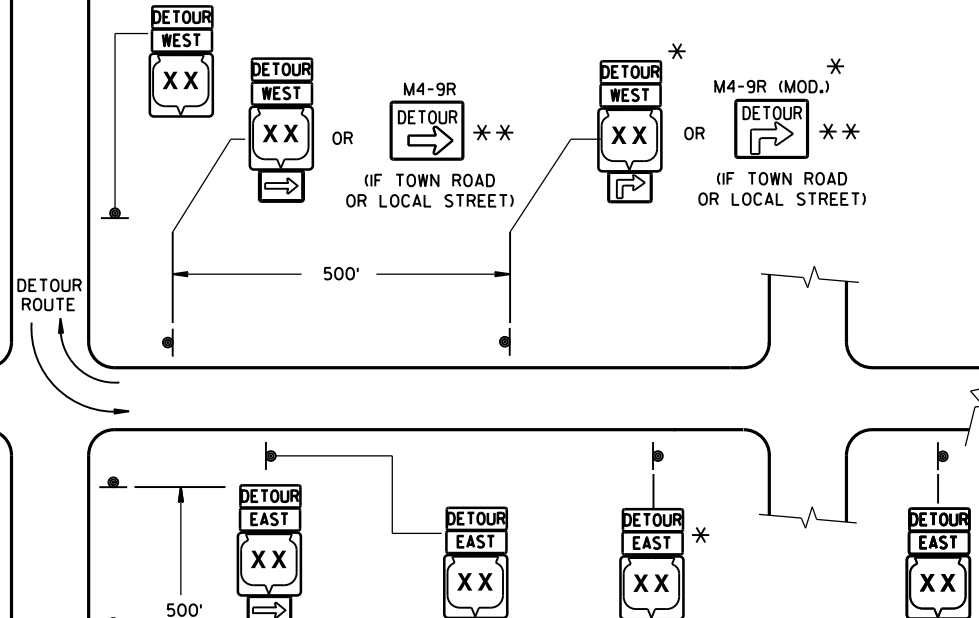 DETOUR
WEST
XX
DETOUR
WEST
XX
OR
M4-9R
DETOUR
**
(IF TOWN ROAD
OR LOCAL STREET)
*
DETOUR
WEST
XX
OR
M4-9R (MOD.)*
DETOUR
**
(IF TOWN ROAD
OR LOCAL STREET)
500'
DETOUR
ROUTE
DETOUR
EAST
XX
500'
DETOUR
EAST
XX
DETOUR
EAST
*
XX
DETOUR
EAST
XX